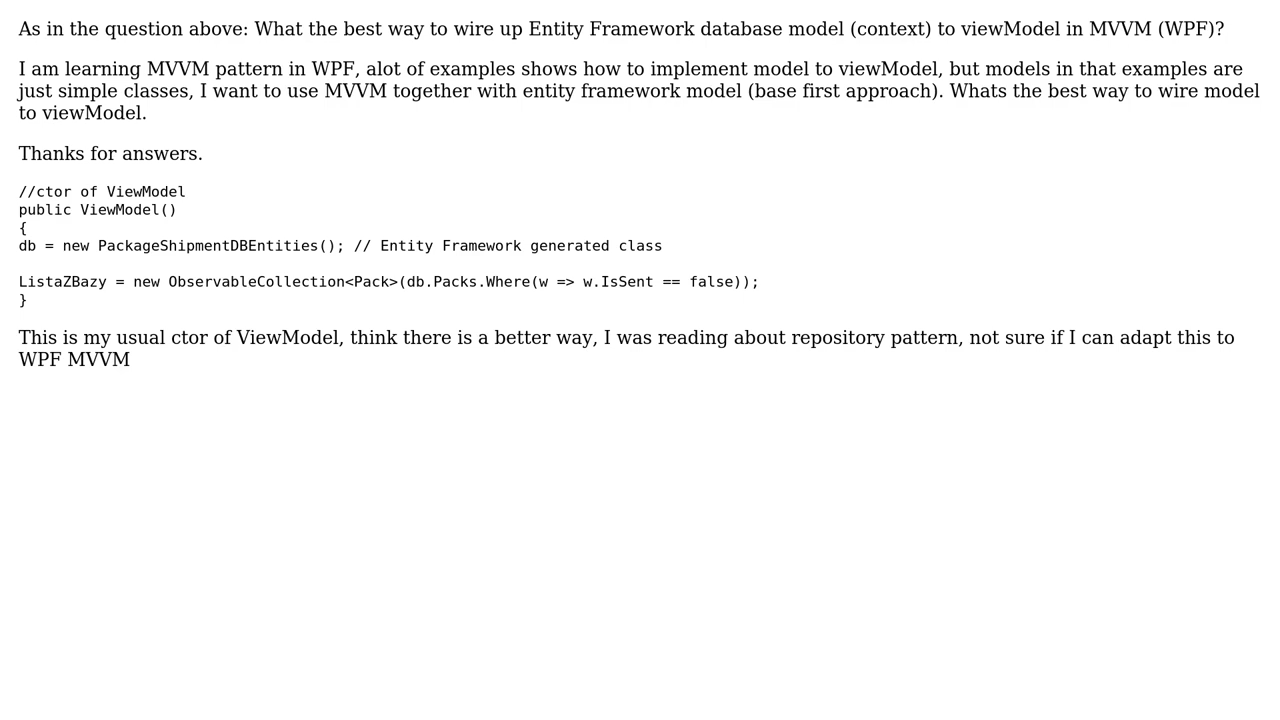 As in the question above: What the best way to wire up Entity Framework database model (context) to viewModel in MVVM (WPF)?
I am learning MVVM pattern in WPF, alot of examples shows how to implement model to viewModel, but models in that examples are
just simple classes, I want to use MVVM together with entity framework model (base first approach). Whats the best way to wire model
to viewModel.
Thanks for answers.
//ctor of ViewModel
public ViewModel()
{
db = new PackageShipmentDBEntities(); // Entity Framework generated class
ListaZBazy = new ObservableCollection<Pack>(db.Packs.Where(w => w.IsSent == false));
}
This is my usual ctor of ViewModel, think there is a better way, I was reading about repository pattern, not sure if I can adapt this to
WPF MVVM